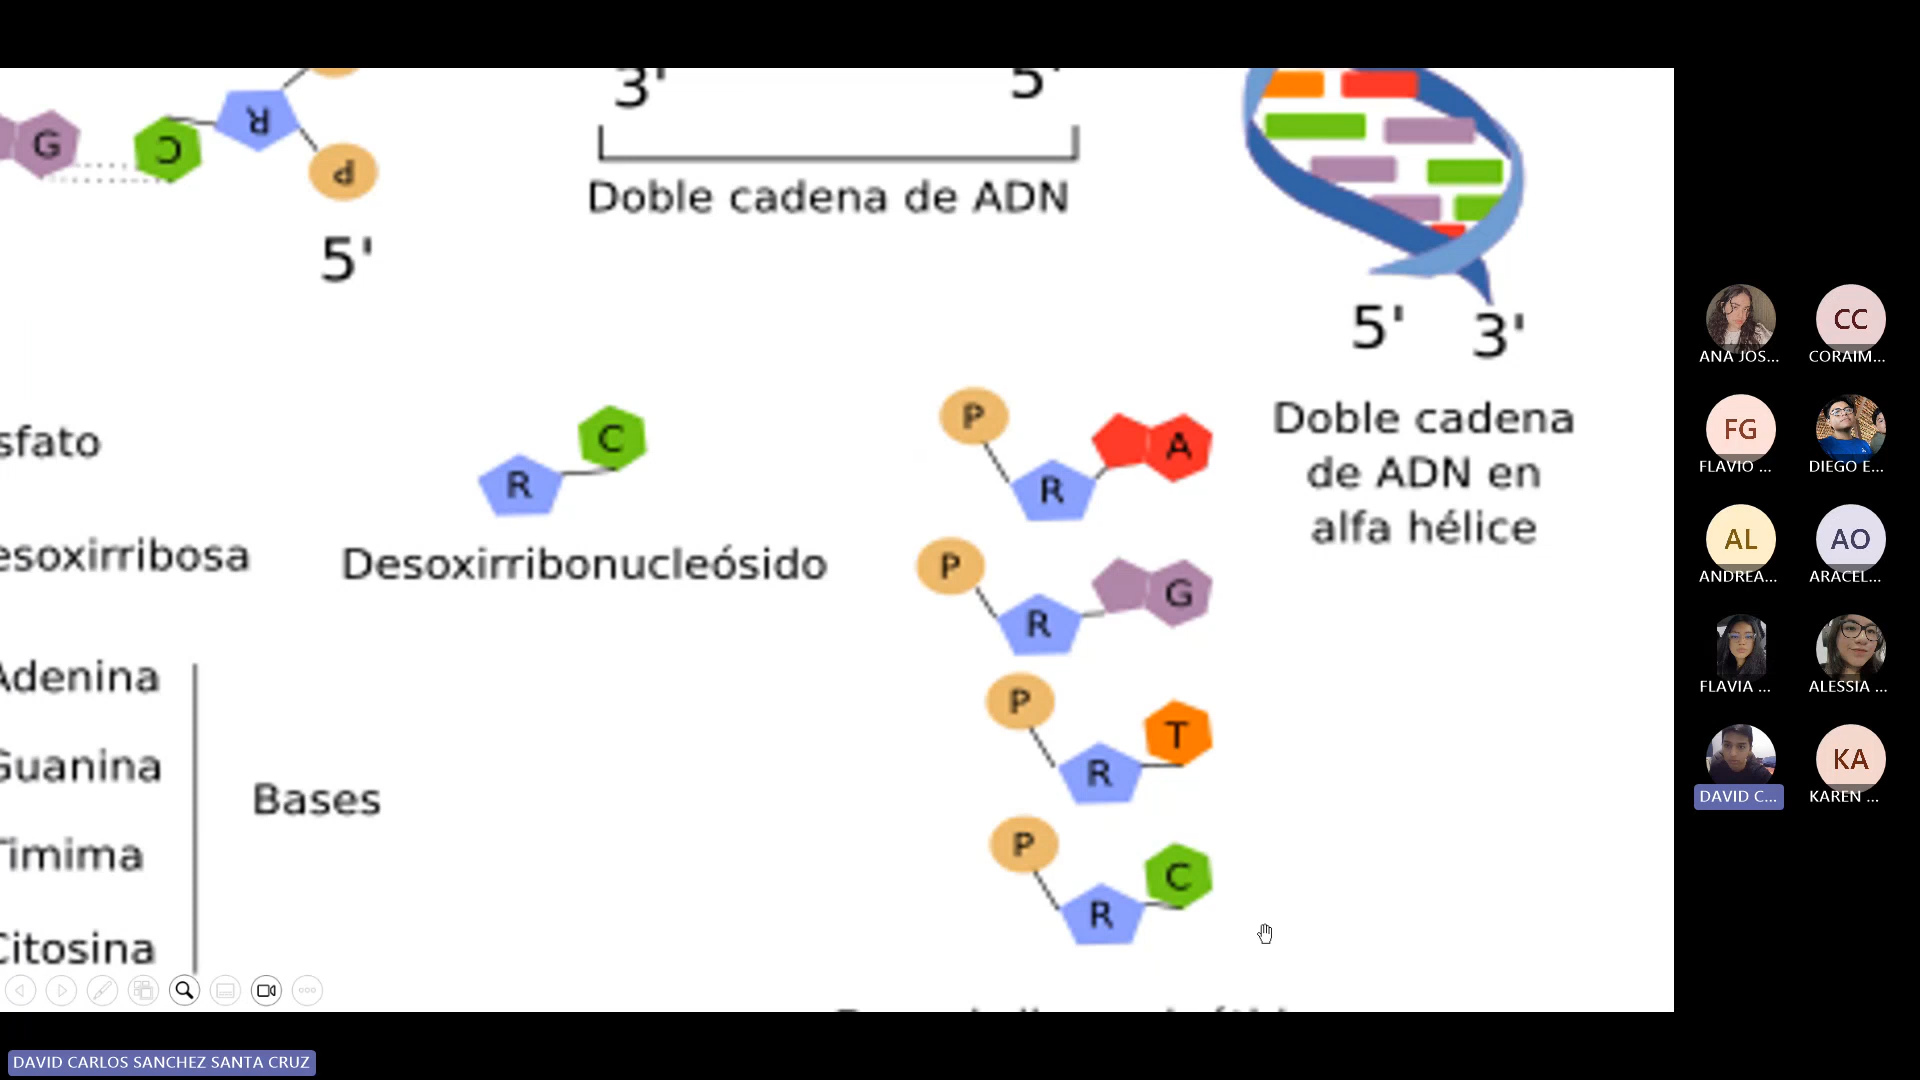 3'
5'
G
C
R
P
Doble cadena de ADN
5'
5'
3'
Doble cadena
de ADN en
alfa hélice
sfato
esoxirribosa
R
C
Desoxirribonucleósido
P
R
A
P
R
G
P
R
T
P
R
C
Adenina
Guanina
Timima
Citosina
Bases
ANA JOS...
CC
CORAIM...
FG
FLAVIO ...
DIEGO E...
AL
ANDREA...
AO
ARACEL...
FLAVIA ...
ALESSIA ...
DAVID C...
KA
KAREN ...
DAVID CARLOS SANCHEZ SANTA CRUZ